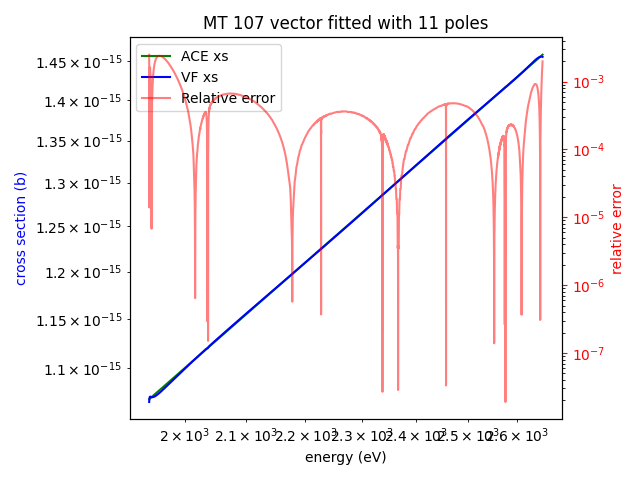 MT 107 vector fitted with 11 poles
ACE xs
VF xs
Relative error
1.45 × 10⁻¹⁵
1.4 × 10⁻¹⁵
1.35 × 10⁻¹⁵
1.3 × 10⁻¹⁵
1.25 × 10⁻¹⁵
1.2 × 10⁻¹⁵
1.15 × 10⁻¹⁵
1.1 × 10⁻¹⁵
cross section (b)
10⁻³
10⁻⁴
10⁻⁵
10⁻⁶
10⁻⁷
relative error
2 × 10³ 2.1 × 10³ 2.2 × 10³ 2.3 × 10³ 2.4 × 10³ 2.5 × 10³ 2.6 × 10³
energy (eV)